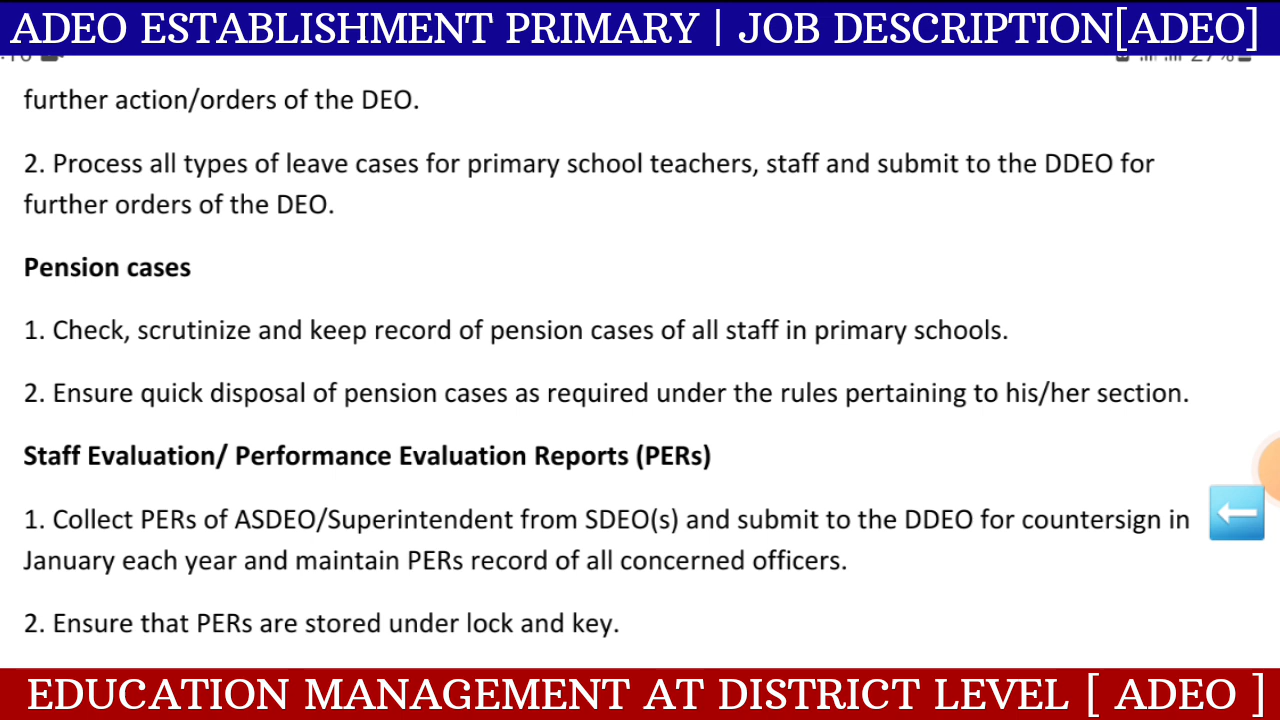 ADEO ESTABLISHMENT PRIMARY | JOB DESCRIPTION[ADEO]
further action/orders of the DEO.
2. Process all types of leave cases for primary school teachers, staff and submit to the DDEO for
further orders of the DEO.
Pension cases
1. Check, scrutinize and keep record of pension cases of all staff in primary schools.
2. Ensure quick disposal of pension cases as required under the rules pertaining to his/her section.
Staff Evaluation/ Performance Evaluation Reports (PERs)
1. Collect PERs of ASDEO/Superintendent from SDEO(s) and submit to the DDEO for countersign in
January each year and maintain PERs record of all concerned officers.
2. Ensure that PERs are stored under lock and key.
EDUCATION MANAGEMENT AT DISTRICT LEVEL [ ADEO ]